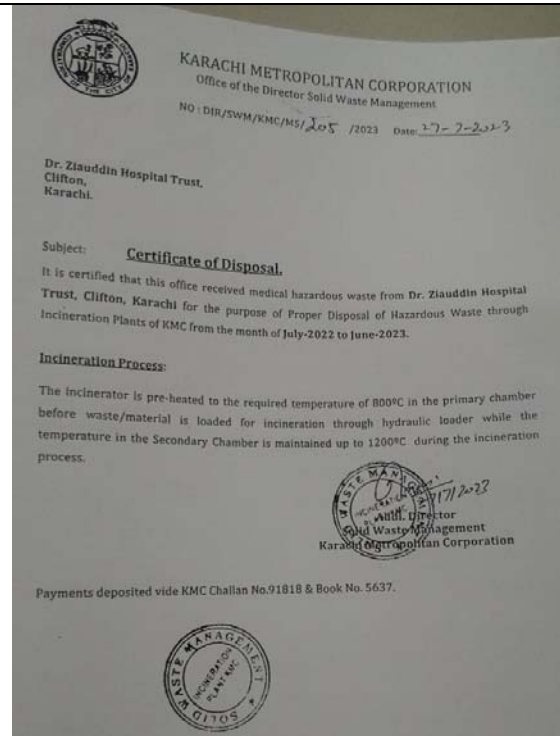 KARACHI METROPOLITAN CORPORATION
Office of the Director Solid Waste Management
NO : DIR/SWM/KMC/MS/205 /2023 Date: 27-7-2023
Dr. Ziauddin Hospital Trust,
Clifton,
Karachi.
Subject: Certificate of Disposal.
It is certified that this office received medical hazardous waste from Dr. Ziauddin Hospital
Trust, Clifton, Karachi for the purpose of Proper Disposal of Hazardous Waste through
Incineration Plants of KMC from the month of July-2022 to June-2023.
Incineration Process:
The incinerator is pre-heated to the required temperature of 800ºC in the primary chamber
before waste/material is loaded for incineration through hydraulic loader while the
temperature in the Secondary Chamber is maintained up to 1200ºC during the incineration
process.
Director
Solid Waste Management
Karachi Metropolitan Corporation
Payments deposited vide KMC Challan No.91818 & Book No. 5637.
SOLID WASTE MANAGEMENT
INCINERATION
PLANT KMC